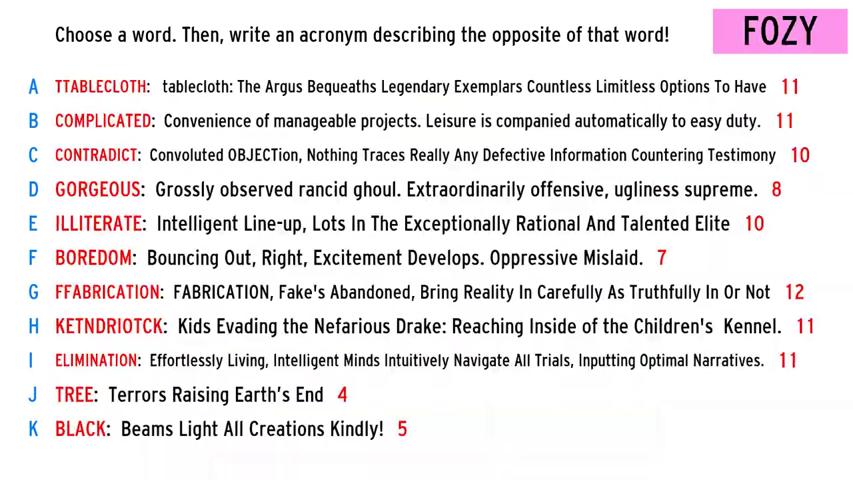 Choose a word. Then, write an acronym describing the opposite of that word!
FOZY
A TTABLECLOTH: tablecloth: The Argus Bequeaths Legendary Exemplars Countless Limitless Options To Have 11
B COMPLICATED: Convenience of manageable projects. Leisure is companied automatically to easy duty. 11
C CONTRADICT: Convoluted OBJECTion, Nothing Traces Really Any Defective Information Countering Testimony 10
D GORGEOUS: Grossly observed rancid ghoul. Extraordinarily offensive, ugliness supreme. 8
E ILLITERATE: Intelligent Line-up, Lots In The Exceptionally Rational And Talented Elite 10
F BOREDOM: Bouncing Out, Right, Excitement Develops. Oppressive Mislaid. 7
G FFABRICATION: FABRICATION, Fake's Abandoned, Bring Reality In Carefully As Truthfully In Or Not 12
H KETNDRIOTCK: Kids Evading the Nefarious Drake: Reaching Inside of the Children's Kennel. 11
I ELIMINATION: Effortlessly Living, Intelligent Minds Intuitively Navigate All Trials, Inputting Optimal Narratives. 11
J TREE: Terrors Raising Earth's End 4
K BLACK: Beams Light All Creations Kindly! 5